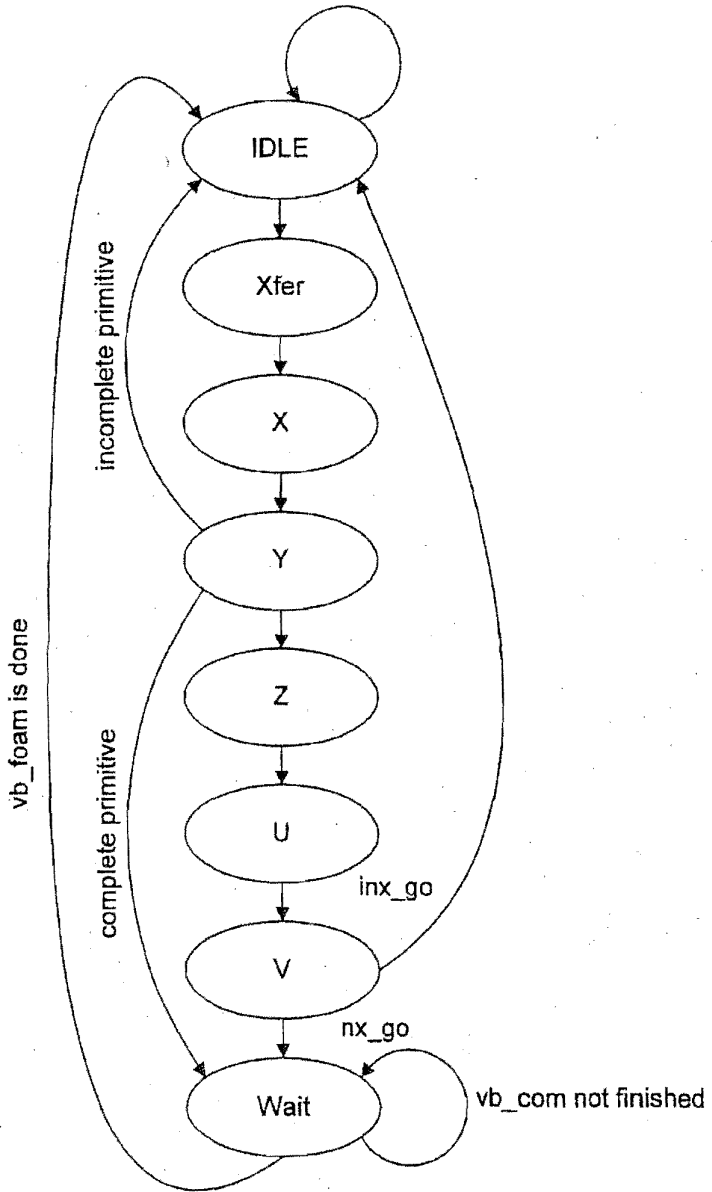 IDLE
Xfer
incomplete primitive
X
Y
vb_foam is done
Z
complete primitive
U
inx_go
V
nx_go
Wait
vb_com not finished